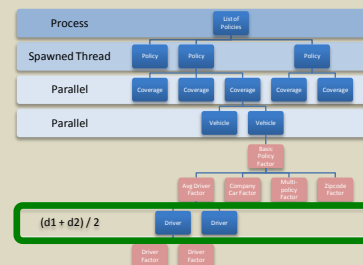 Process
List of
Policies
Spawned Thread
Policy
Policy
Policy
Parallel
Coverage
Coverage
Coverage
Coverage
Coverage
Parallel
Vehicle
Vehicle
Basic
Policy
Factor
Avg Driver
Factor
Company
Car Factor
Multi-
policy
Factor
Zipcode
Factor
(d1 + d2) / 2
Driver
Driver
Driver
Factor
Driver
Factor